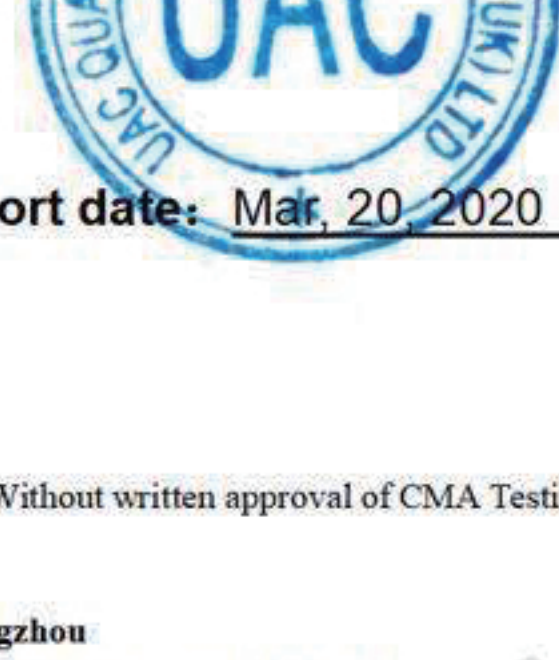 UAC
UAC QUA
(UK) LTD
ort date: Mar, 20, 2020
Without written approval of CMA Testi
gzhou